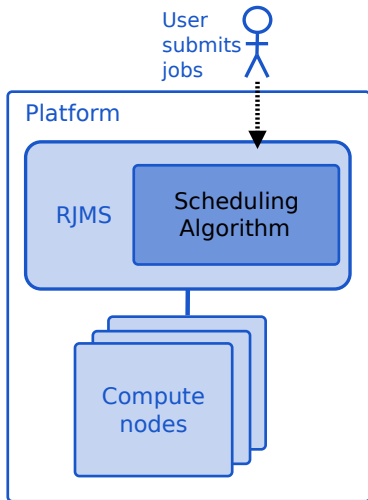 User
submits
jobs
Platform
RJMS
Scheduling
Algorithm
Compute
nodes